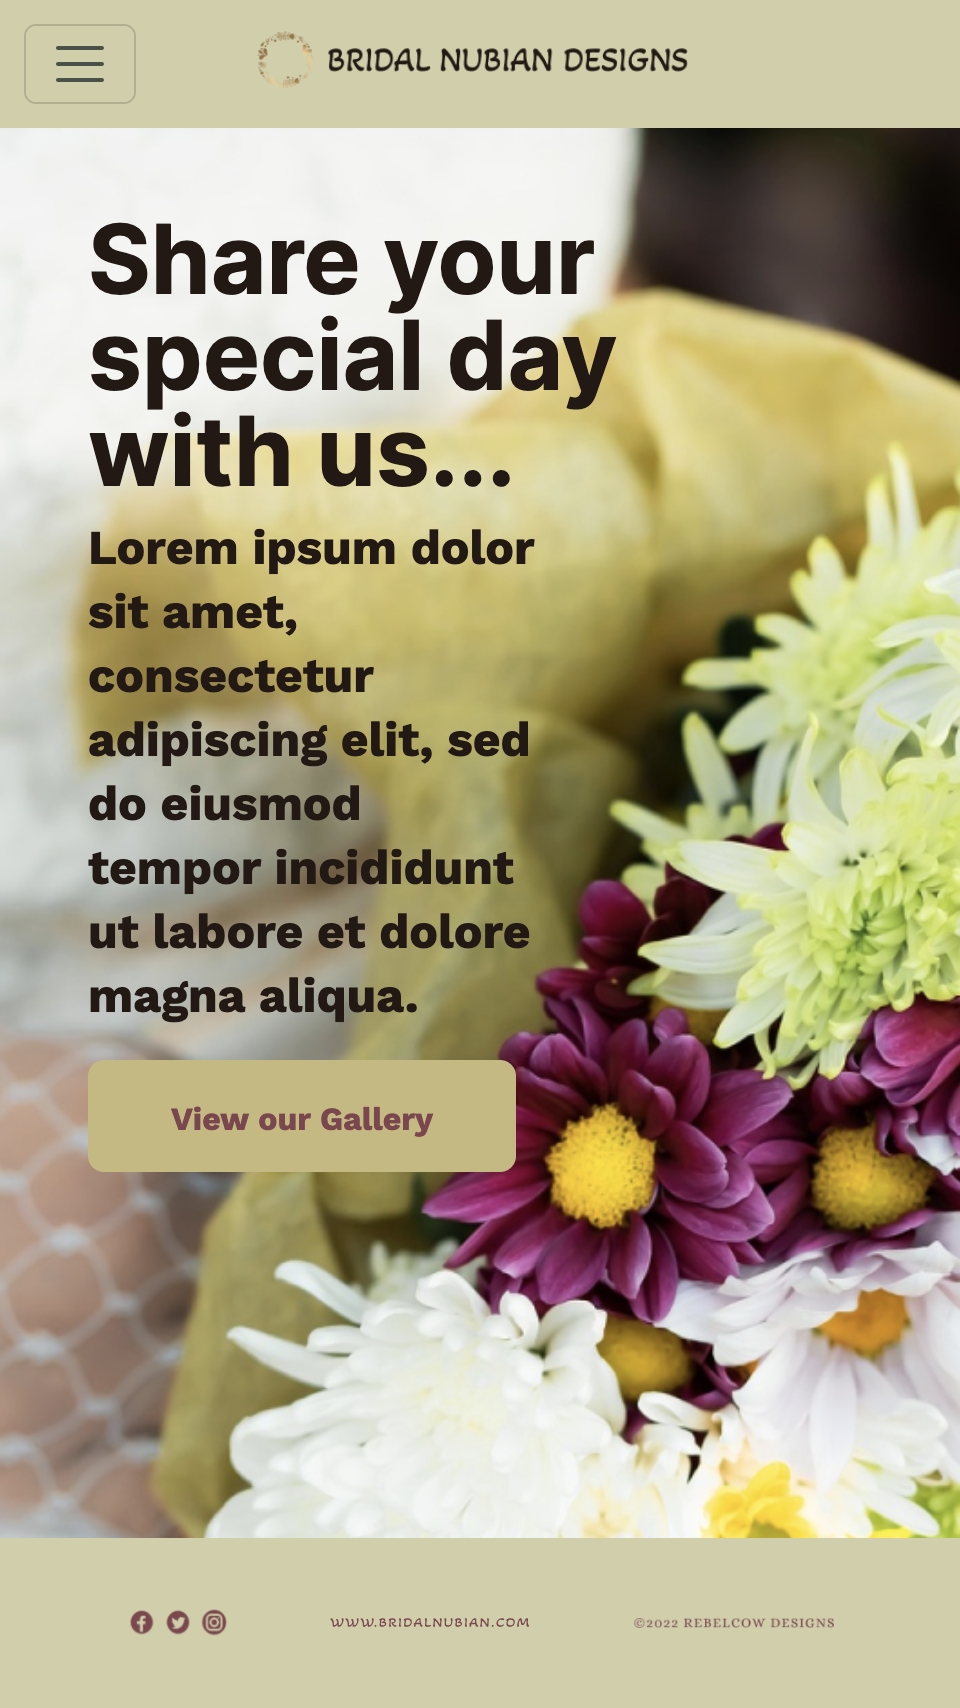 BRIDAL NUBIAN DESIGNS
Share your
special day
with us...
Lorem ipsum dolor
sit amet,
consectetur
adipiscing elit, sed
do eiusmod
tempor incididunt
ut labore et dolore
magna aliqua.
View our Gallery
WWW.BRIDALNUBIAN.COM
©2022 REBELCOW DESIGNS